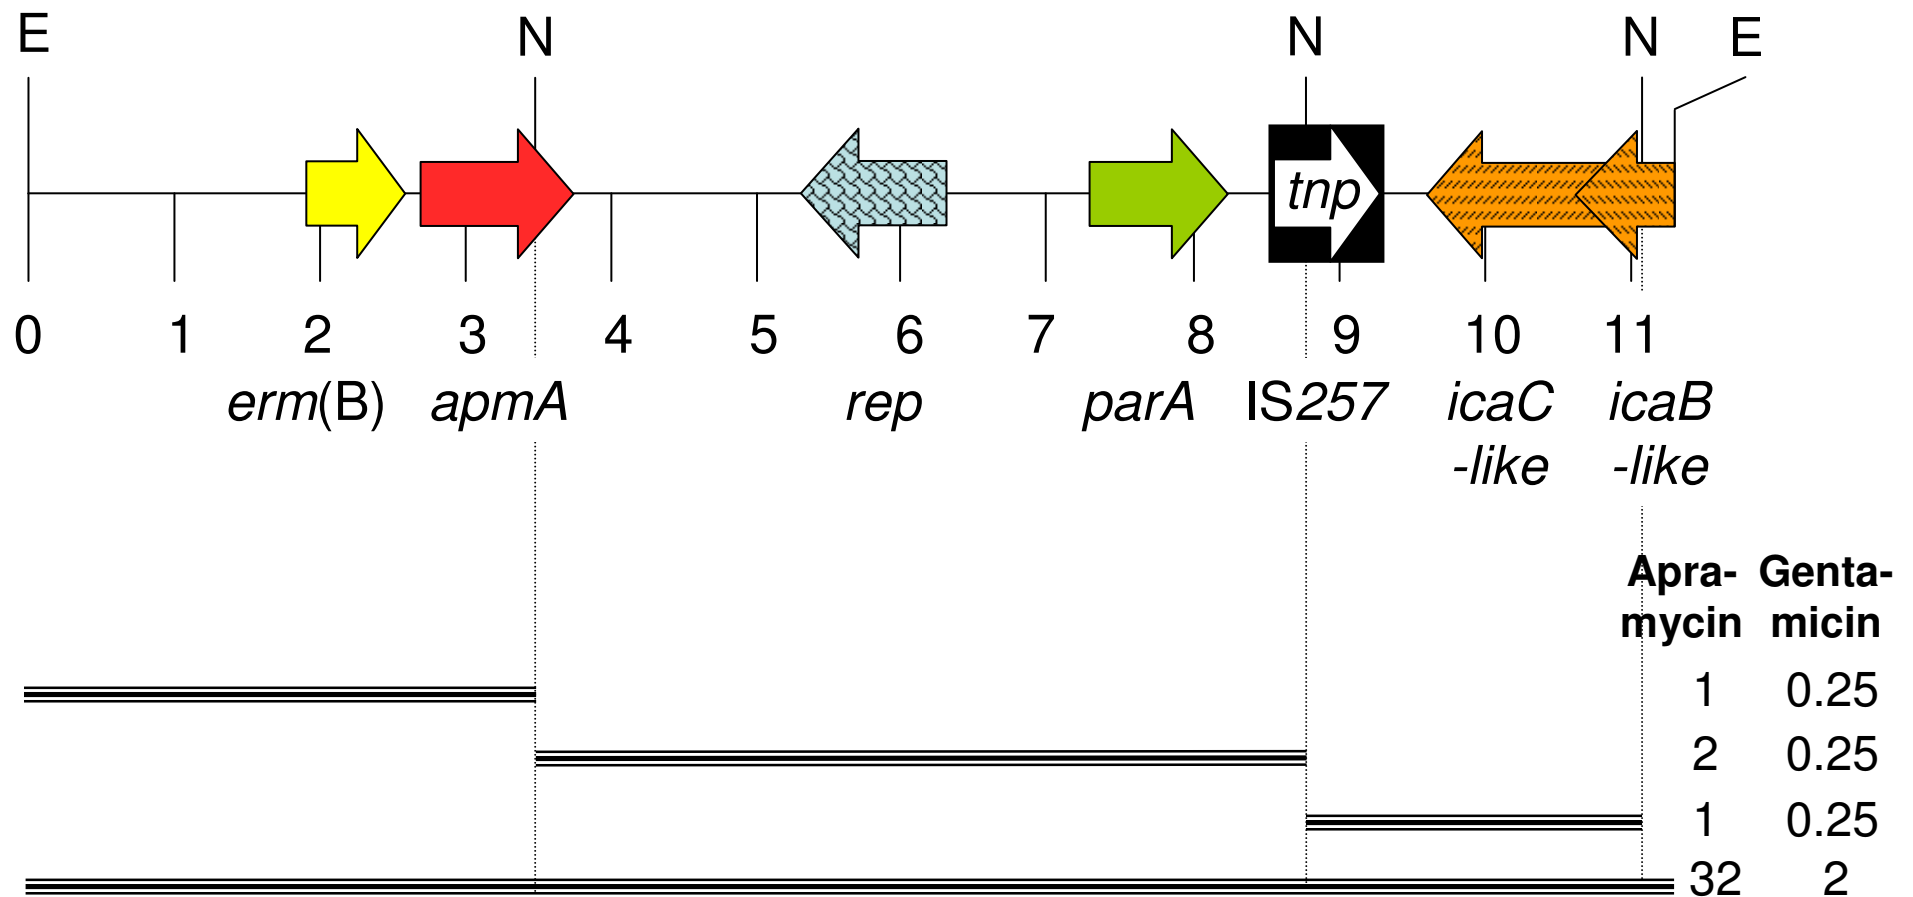 E N N N E
tnp
0 1 2 3 4 5 6 7 8 9 10 11
erm(B) apmA rep parA IS257 icaC icaB
-like -like
Apra- Genta-
mycin micin
1 0.25
2 0.25
1 0.25
32 2